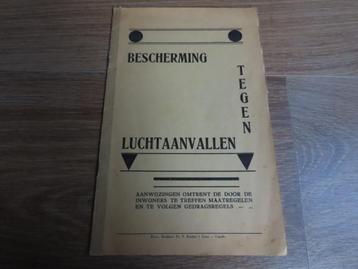 BESCHERMING
TEGEN
LUCHTAANVALLEN
AANWIJZINGEN OMTRENT DE DOOR DE
INWONERS TE TREFFEN MAATREGELEN
EN TE VOLGEN GEDRAGSREGELS